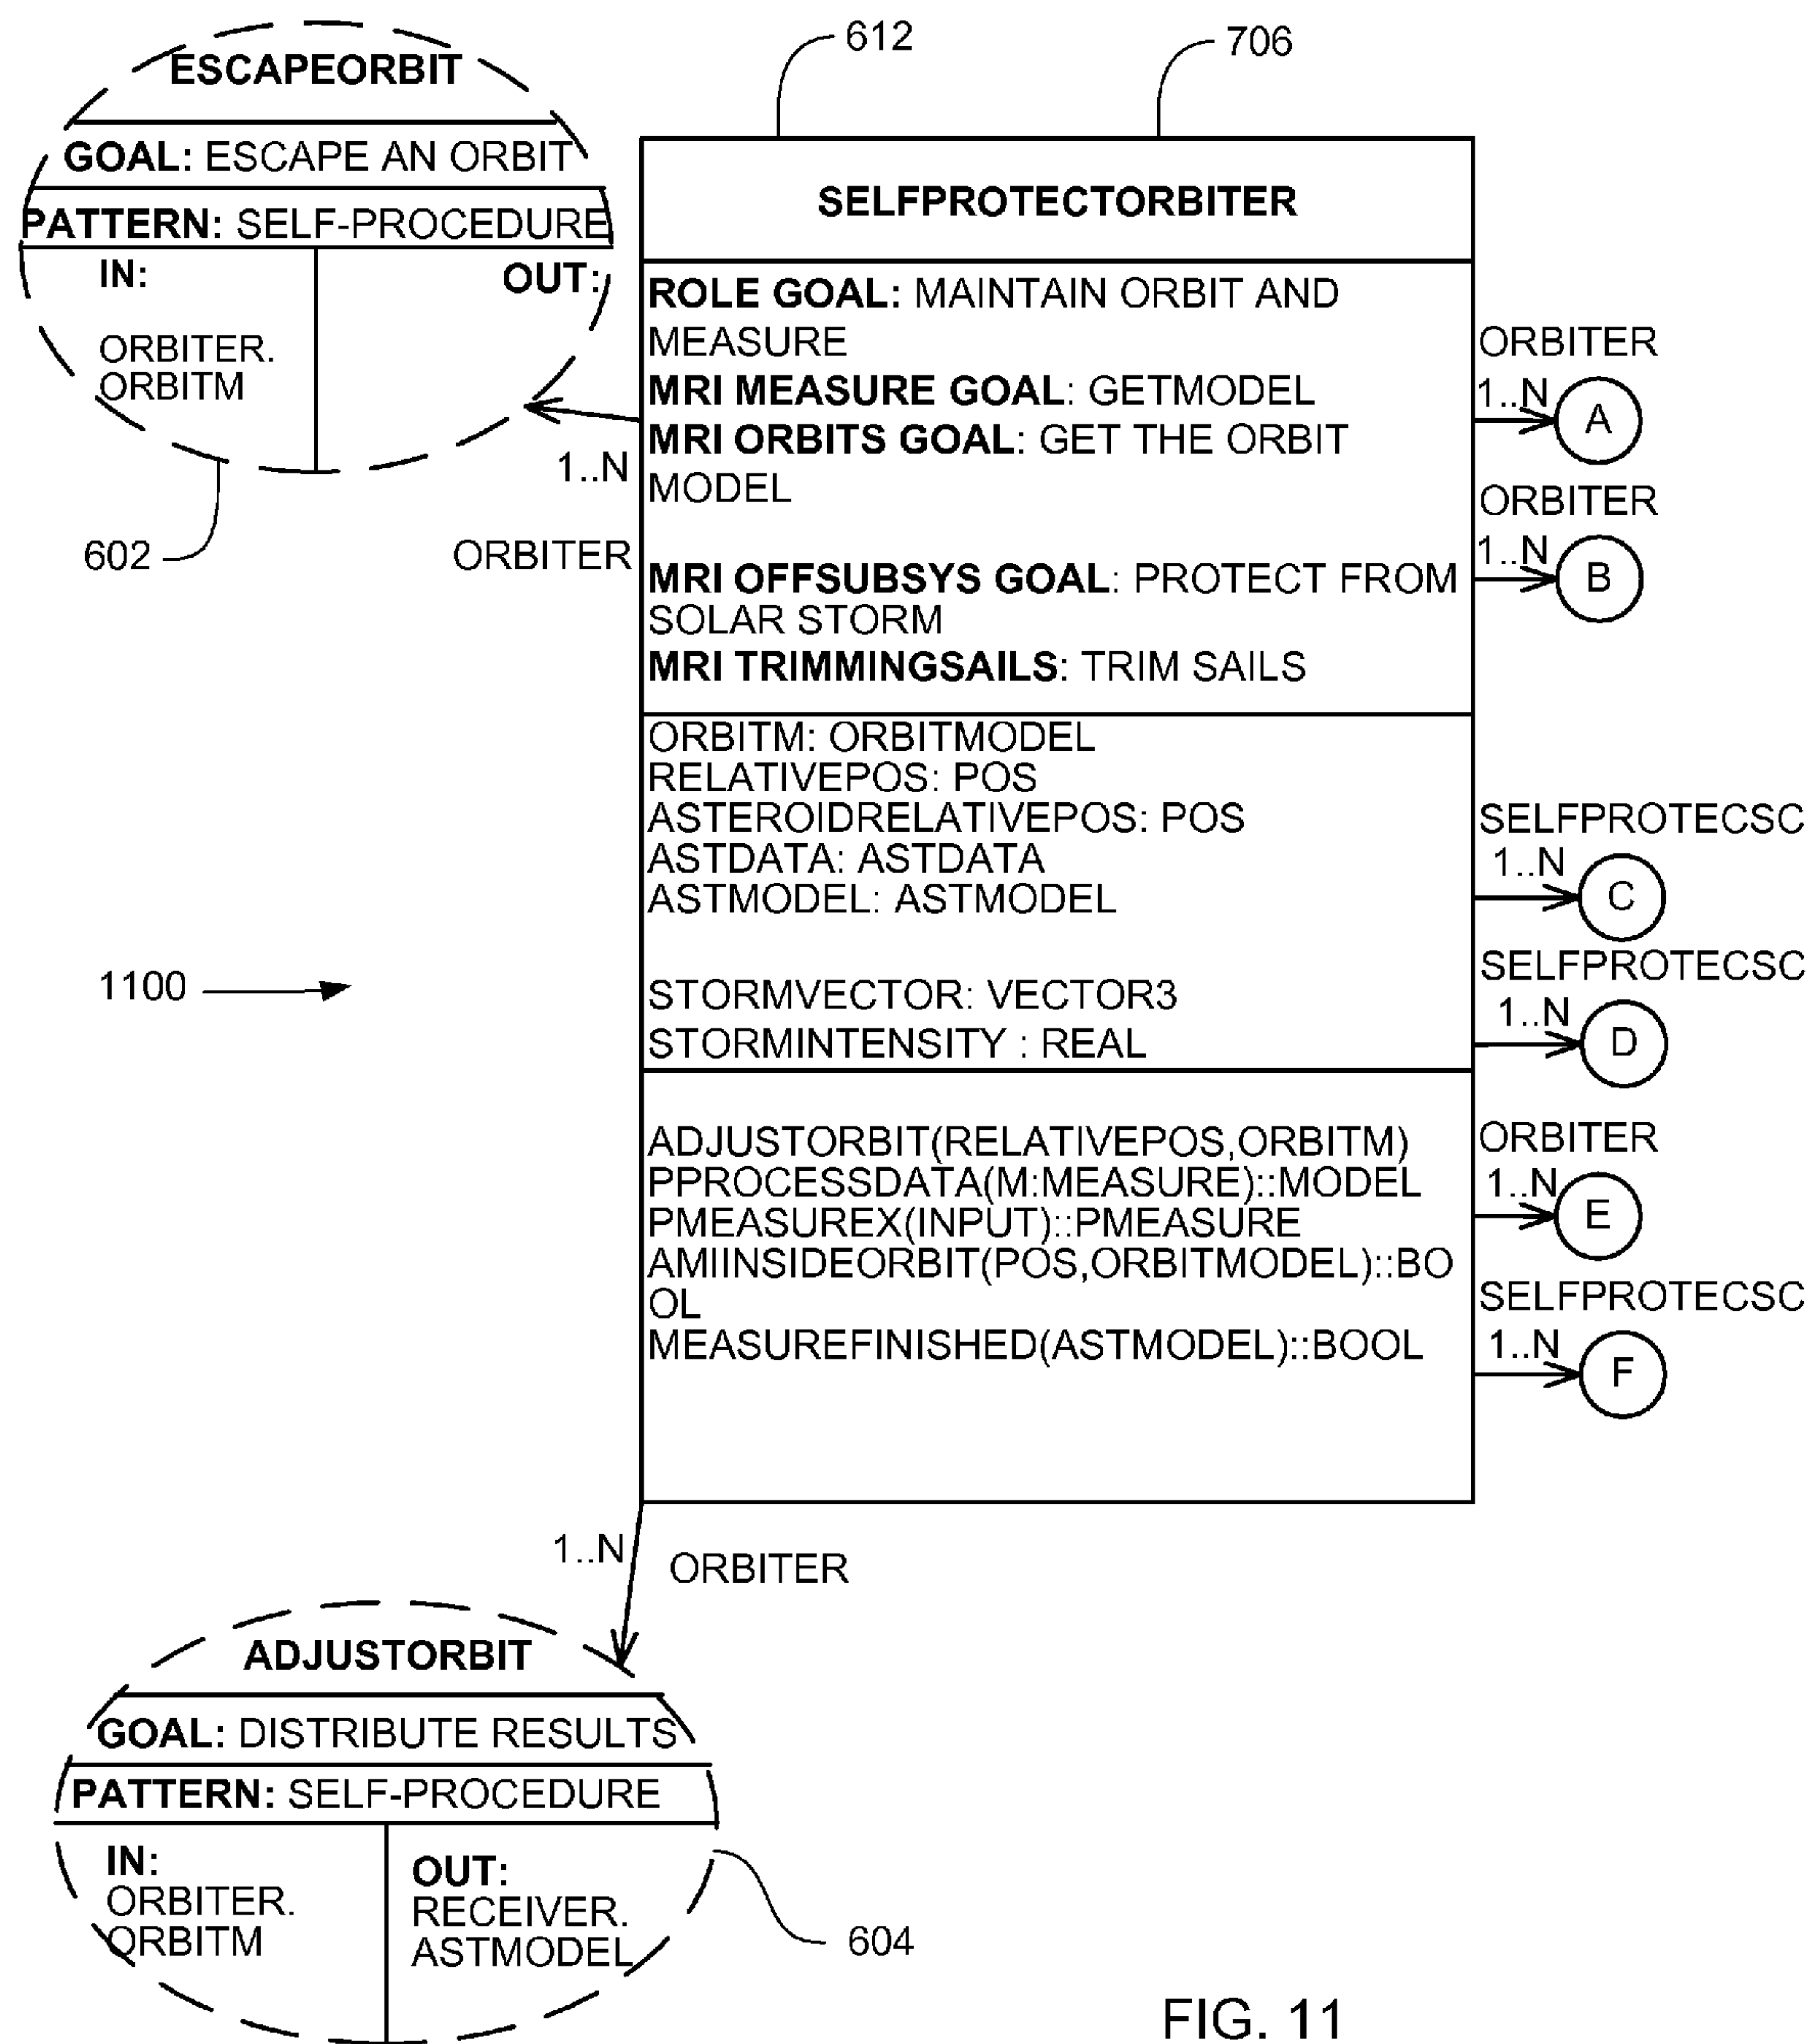 612
706
ESCAPEORBIT
GOAL: ESCAPE AN ORBIT
PATTERN: SELF-PROCEDURE
IN:
OUT:
ORBITER.
ORBITM
602
1..N
ORBITER
SELFPROTECTORBITER
ROLE GOAL: MAINTAIN ORBIT AND
MEASURE
MRI MEASURE GOAL: GETMODEL
MRI ORBITS GOAL: GET THE ORBIT
MODEL
MRI OFFSUBSYS GOAL: PROTECT FROM
SOLAR STORM
MRI TRIMMINGSAILS: TRIM SAILS
ORBITM: ORBITMODEL
RELATIVEPOS: POS
ASTEROIDRELATIVEPOS: POS
ASTDATA: ASTDATA
ASTMODEL: ASTMODEL
STORMVECTOR: VECTOR3
STORMINTENSITY : REAL
ADJUSTORBIT(RELATIVEPOS,ORBITM)
PPROCESSDATA(M:MEASURE)::MODEL
PMEASUREX(INPUT)::PMEASURE
AMIINSIDEORBIT(POS,ORBITMODEL)::BO
OL
MEASUREFINISHED(ASTMODEL)::BOOL
ORBITER
1..N
A
ORBITER
1..N
B
SELFPROTECSC
1..N
C
SELFPROTECSC
1..N
D
ORBITER
1..N
E
SELFPROTECSC
1..N
F
1100
1..N
ORBITER
ADJUSTORBIT
GOAL: DISTRIBUTE RESULTS
PATTERN: SELF-PROCEDURE
IN:
ORBITER.
ORBITM
OUT:
RECEIVER.
ASTMODEL
604
FIG. 11